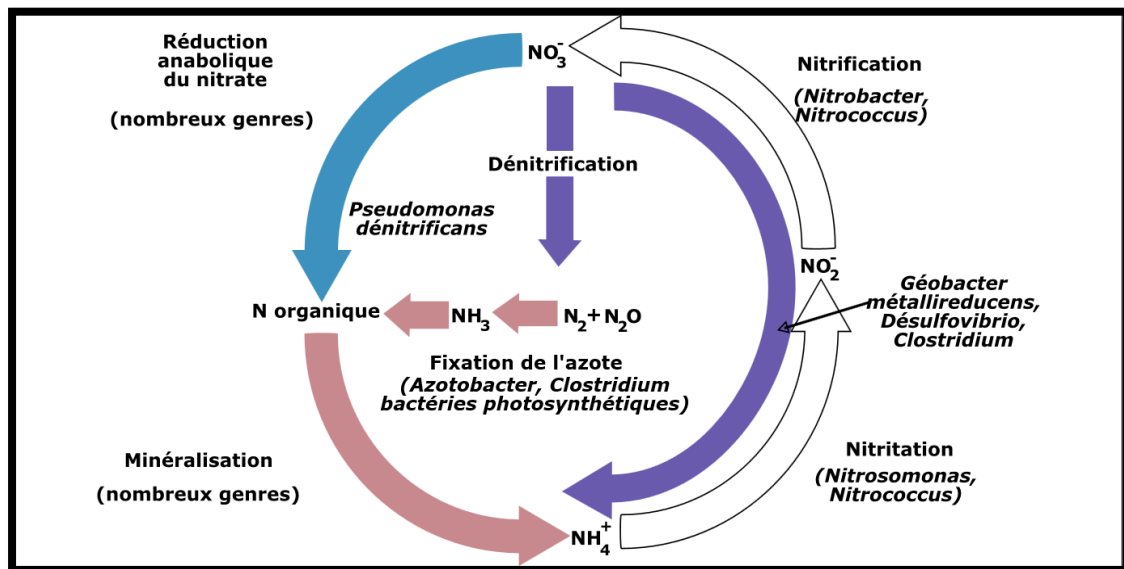 Réduction
anabolique
du nitrate
(nombreux genres)
NO3-
Nitrification
(Nitrobacter,
Nitrococcus)
Dénitrification
Pseudomonas
dénitrificans
NO2-
Géobacter
métallireducens,
Désulfovibrio,
Clostridium
N organique
NH3
N2+N2O
Fixation de l'azote
(Azotobacter, Clostridium
bactéries photosynthétiques)
Minéralisation
(nombreux genres)
Nitritation
(Nitrosomonas,
Nitrococcus)
NH4+